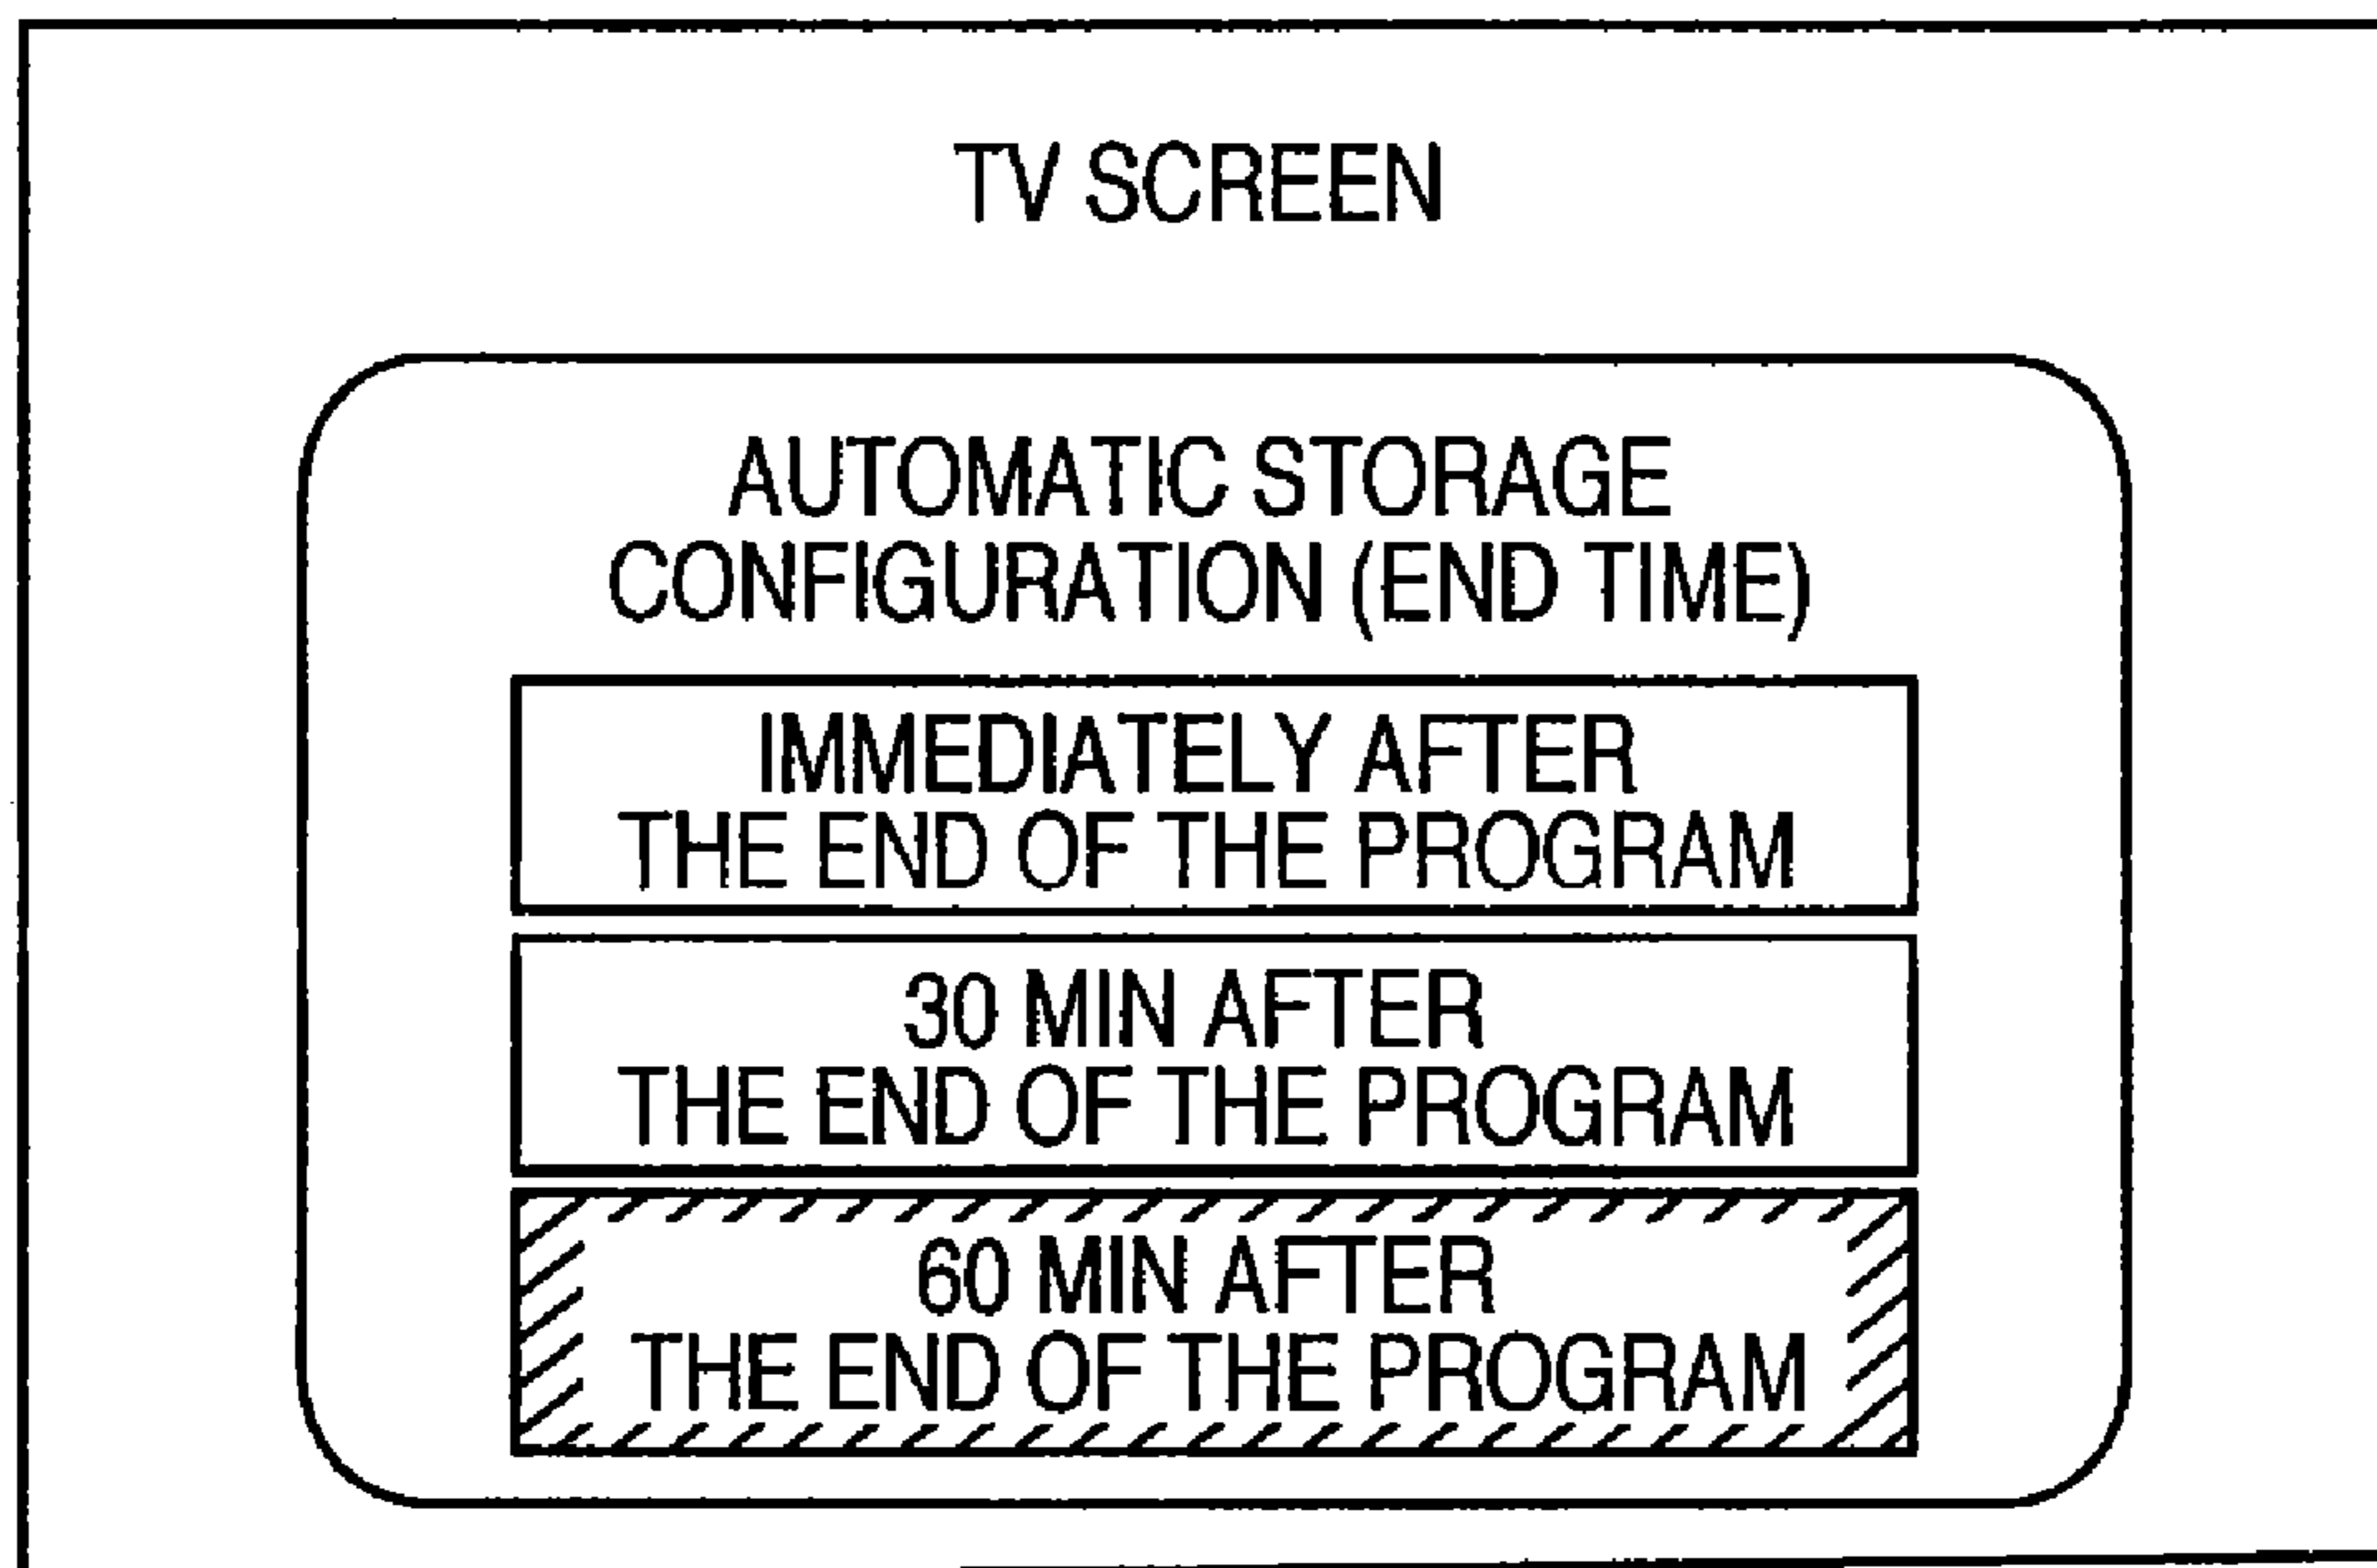 TV SCREEN
AUTOMATIC STORAGE
CONFIGURATION (END TIME)
IMMEDIATELY AFTER
THE END OF THE PROGRAM
30 MIN AFTER
THE END OF THE PROGRAM
60 MIN AFTER
THE END OF THE PROGRAM